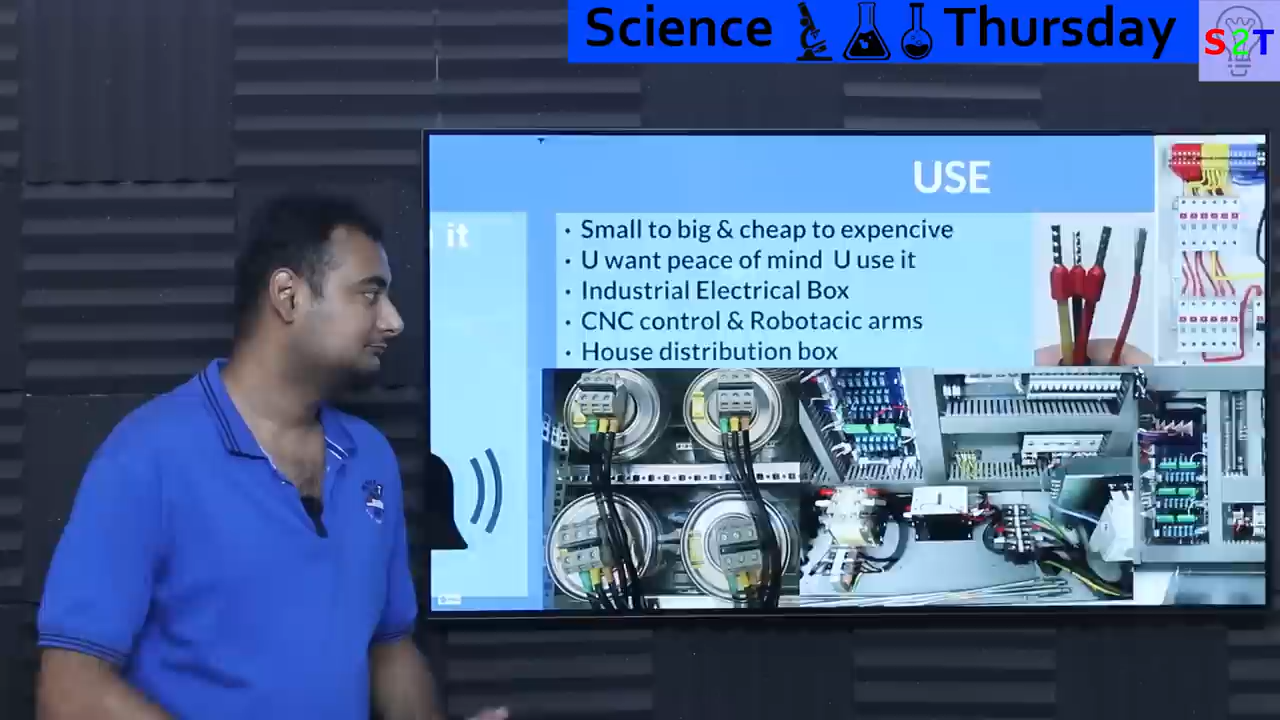 Science Thursday
S2T
USE
it
· Small to big & cheap to expencive
· U want peace of mind U use it
· Industrial Electrical Box
· CNC control & Robotacic arms
· House distribution box